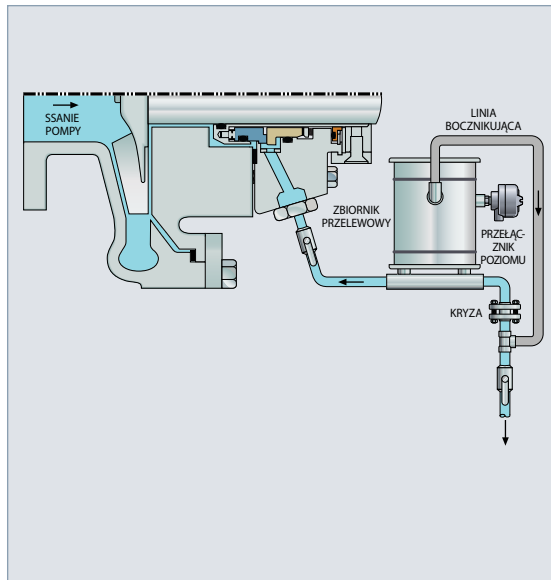 SSANIE
POMPY
LINIA
BOCZNIKUJĄCA
ZBIORNIK
PRZELEWOWY
PRZEŁĄC-
ZNIK
POZIOMU
KRYZA